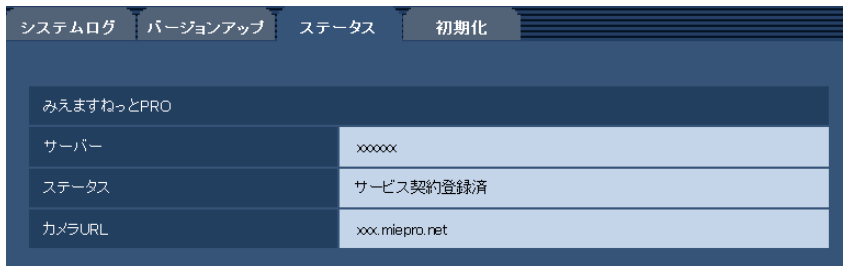 システムログ バージョンアップ ステータス 初期化
みえますねっとPRO
サーバー xxxxxx
ステータス サービス契約登録済
カメラURL xxx.miepro.net